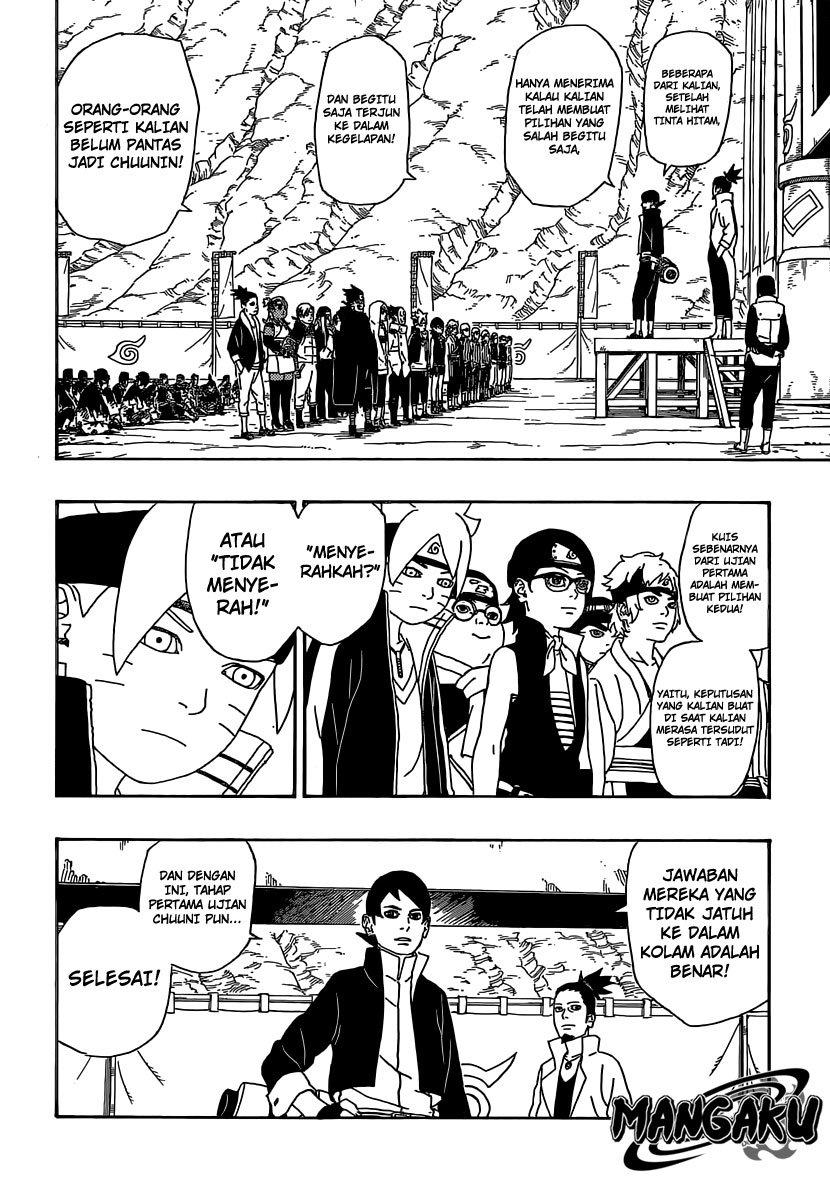 BEBERAPA
DARI KALIAN,
SETELAH
MELIHAT
TINTA HITAM,
HANYA MENERIMA
KALAU KALIAN
TELAH MEMBUAT
PILIHAN YANG
SALAH BEGITU
SAJA,
DAN BEGITU
SAJA TERJUN
KE DALAM
KEGELAPAN!
ORANG-ORANG
SEPERTI KALIAN
BELUM PANTAS
JADI CHUUNIN!
KUIS
SEBENARNYA
DARI UJIAN
PERTAMA
ADALAH MEM-
BUAT PILIHAN
KEDUA!
YAITU, KEPUTUSAN
YANG KALIAN BUAT
DI SAAT KALIAN
MERASA TERSUDUT
SEPERTI TADI!
"MENYE-
RAHKAH?"
ATAU
"TIDAK
MENYE-
RAH!"
JAWABAN
MEREKA YANG
TIDAK JATUH
KE DALAM
KOLAM ADALAH
BENAR!
DAN DENGAN
INI, TAHAP
PERTAMA UJIAN
CHUUNI PUN...
SELESAI!
MANGAKU